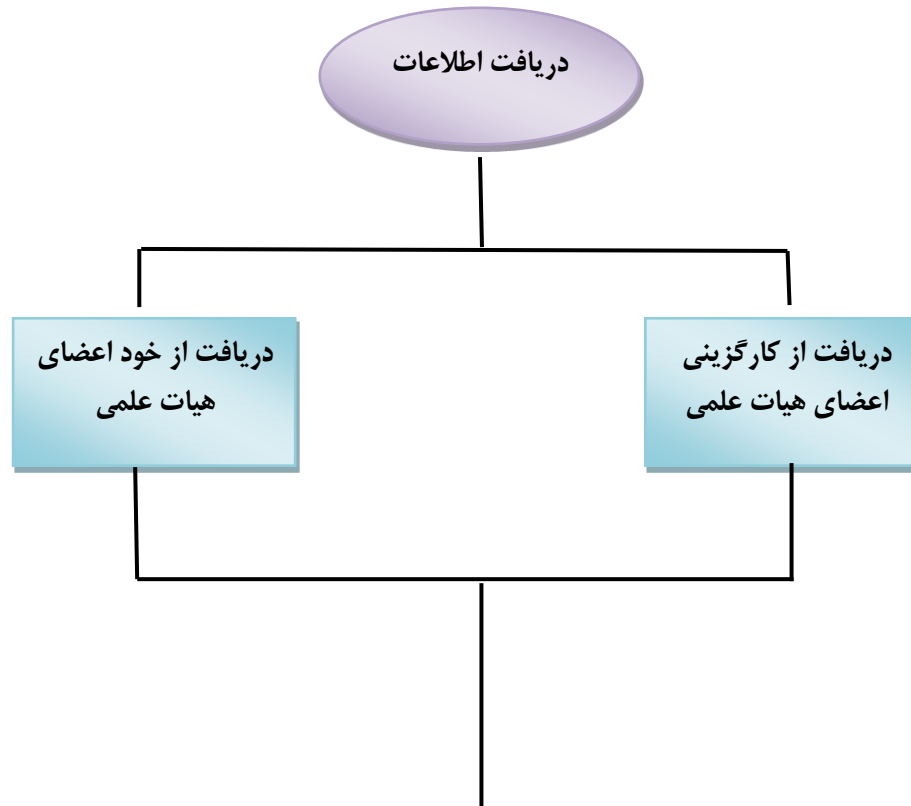 دریافت اطلاعات
دریافت از کارگزینی
اعضای هیات علمی
دریافت از خود اعضای
هیات علمی